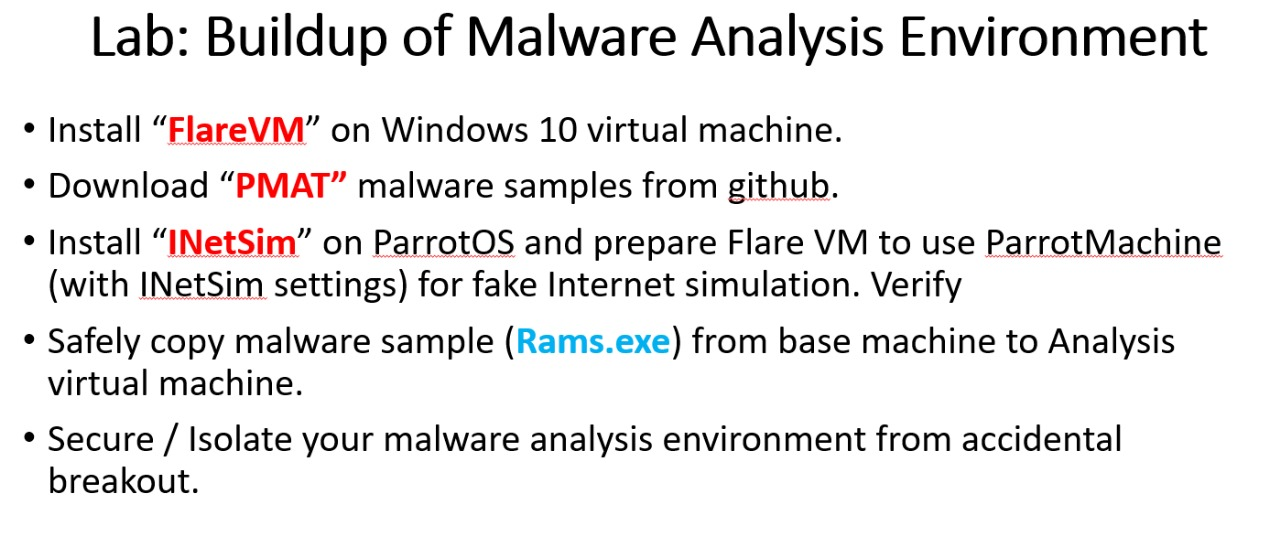 Lab: Buildup of Malware Analysis Environment
• Install “FlareVM” on Windows 10 virtual machine.
• Download “PMAT” malware samples from github.
• Install “INetSim” on ParrotOS and prepare Flare VM to use ParrotMachine
(with INetSim settings) for fake Internet simulation. Verify
• Safely copy malware sample (Rams.exe) from base machine to Analysis
virtual machine.
• Secure / Isolate your malware analysis environment from accidental
breakout.